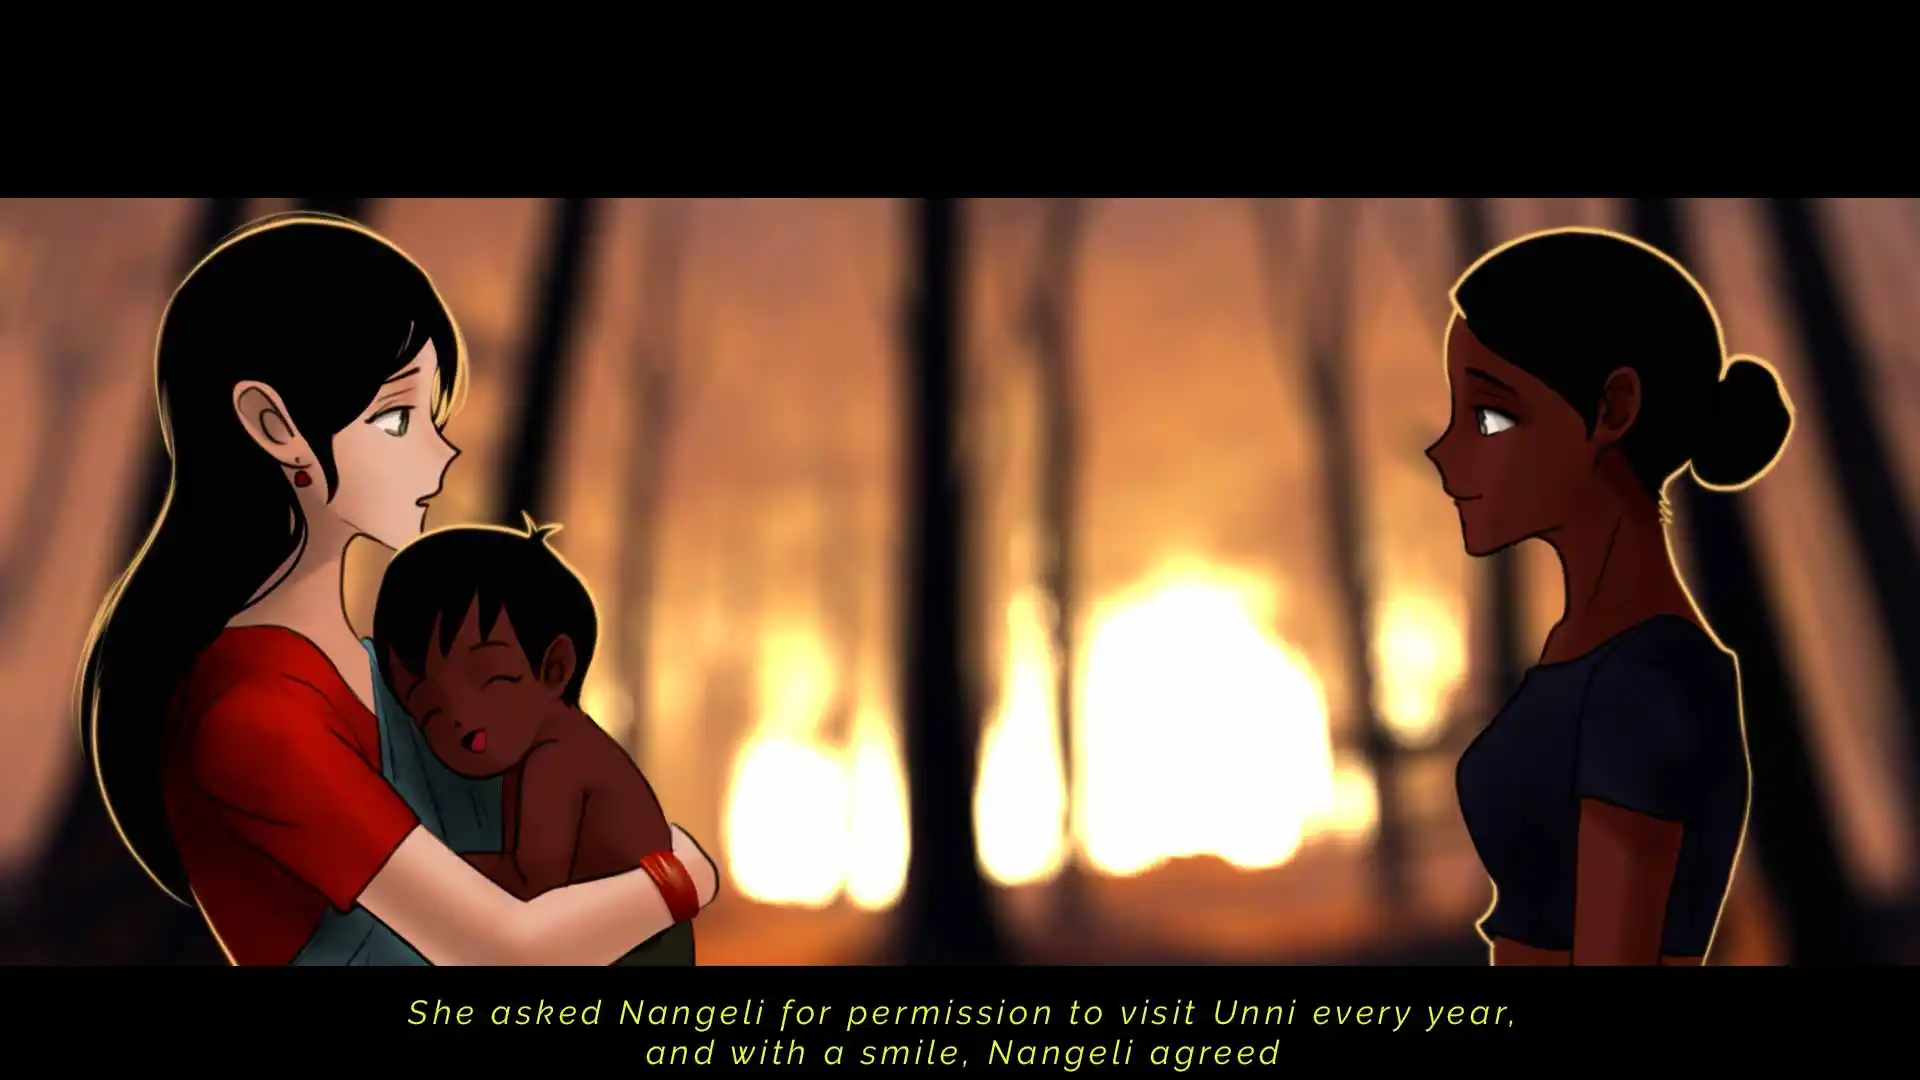 She asked Nangeli for permission to visit Unni every year,
and with a smile, Nangeli agreed